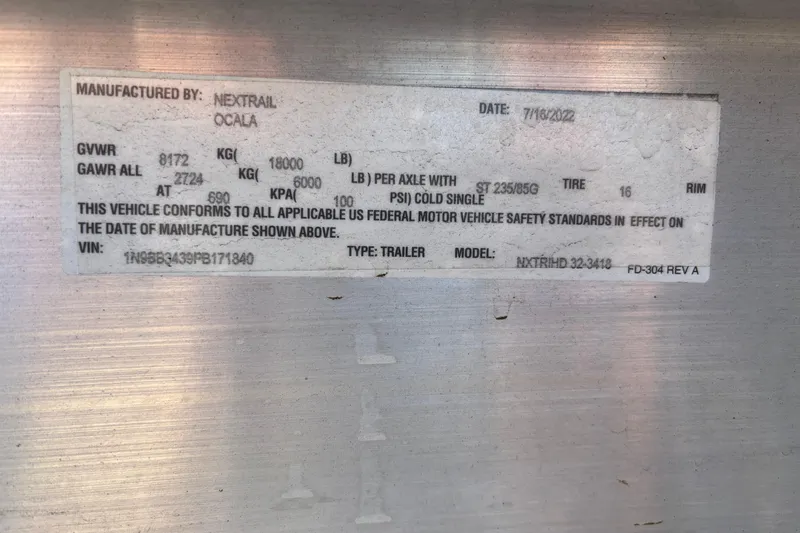 MANUFACTURED BY: NEXTRAIL
OCALA
DATE: 7/16/2022
GVWR 8172 KG( 18000 LB)
GAWR ALL 2724 KG( 6000 LB) PER AXLE WITH ST 235/85G TIRE 16 RIM
AT 690 KPA( 100 PSI) COLD SINGLE
THIS VEHICLE CONFORMS TO ALL APPLICABLE US FEDERAL MOTOR VEHICLE SAFETY STANDARDS IN EFFECT ON
THE DATE OF MANUFACTURE SHOWN ABOVE.
VIN: 1N9BB3439PB171340 TYPE: TRAILER MODEL: NXTRIHD 32-3418
FD-304 REV A